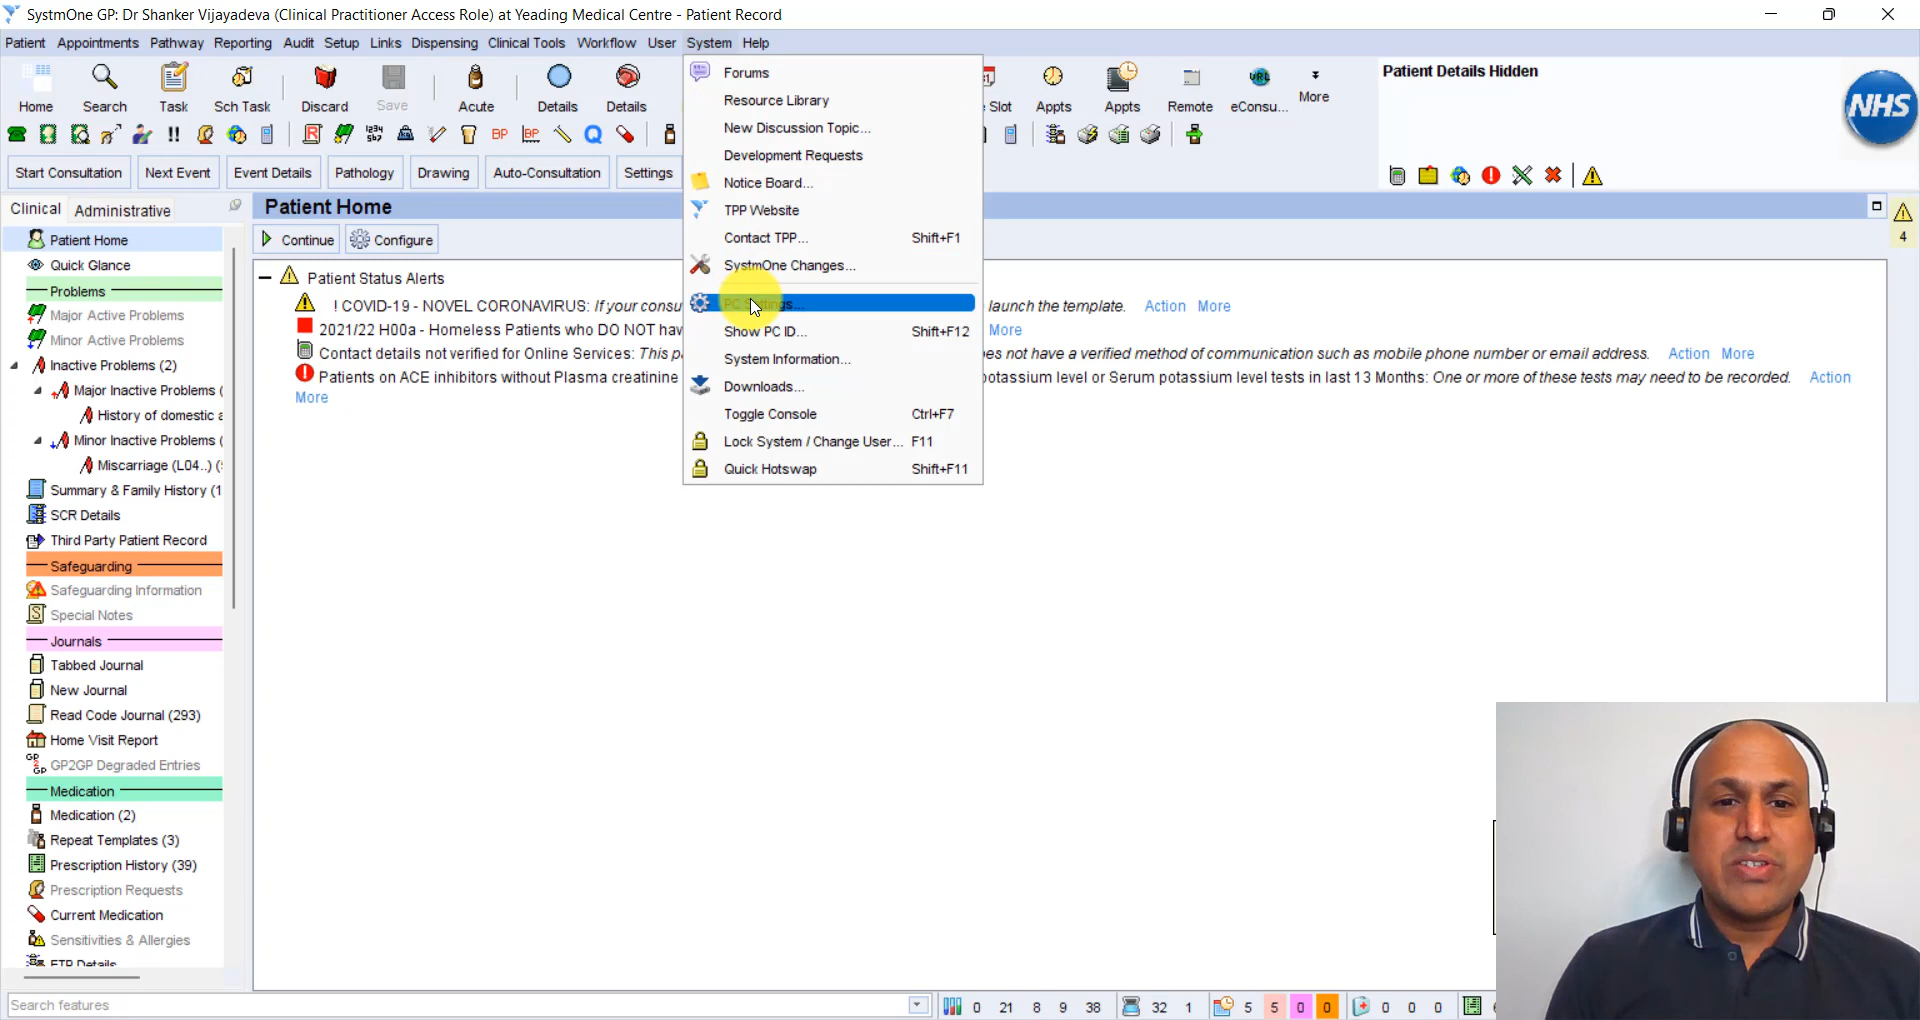 SystmOne GP: Dr Shanker Vijayadeva (Clinical Practitioner Access Role) at Yeading Medical Centre - Patient Record
Patient Appointments Pathway Reporting Audit Setup Links Dispensing Clinical Tools Workflow User System Help
Home Search Task Sch Task Discard Save Acute Details Details Slot Appts Appts Remote eConsu... More
Patient Details Hidden
NHS
BP BP
Start Consultation Next Event Event Details Pathology Drawing Auto-Consultation Settings
Forums
Resource Library
New Discussion Topic...
Development Requests
Notice Board...
TPP Website
Contact TPP... Shift+F1
SystmOne Changes...
PC Settings...
Show PC ID... Shift+F12
System Information...
Downloads...
Toggle Console Ctrl+F7
Lock System / Change User... F11
Quick Hotswap Shift+F11
Clinical Administrative
Patient Home
Quick Glance
Problems
Major Active Problems
Minor Active Problems
Inactive Problems (2)
Major Inactive Problems (
History of domestic a
Minor Inactive Problems (
Miscarriage (L04..) (
Summary & Family History (1
SCR Details
Third Party Patient Record
Safeguarding
Safeguarding Information
Special Notes
Journals
Tabbed Journal
New Journal
Read Code Journal (293)
Home Visit Report
GP2GP Degraded Entries
Medication
Medication (2)
Repeat Templates (3)
Prescription History (39)
Prescription Requests
Current Medication
Sensitivities & Allergies
ETP Details
Patient Home
Continue Configure
4
Patient Status Alerts
! COVID-19 - NOVEL CORONAVIRUS: If your consu launch the template. Action More
2021/22 H00a - Homeless Patients who DO NOT hav More
Contact details not verified for Online Services: This p es not have a verified method of communication such as mobile phone number or email address. Action More
Patients on ACE inhibitors without Plasma creatinine potassium level or Serum potassium level tests in last 13 Months: One or more of these tests may need to be recorded. Action
More
Search features
0 21 8 9 38 32 1 5 5 0 0 0 0 0